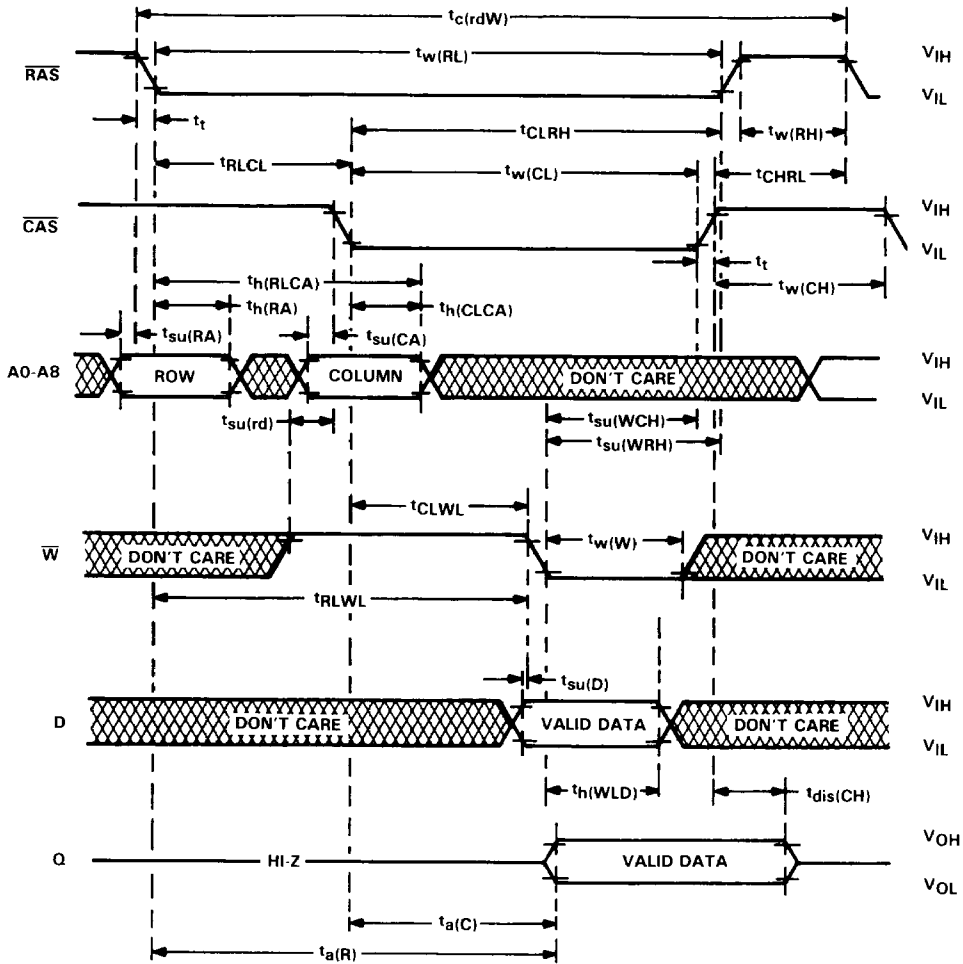 tc(rdW)
tw(RL)
RAS
VIH
VIL
tt
tCLRH
tw(RH)
tRLCL
tw(CL)
tCHRL
CAS
VIH
VIL
th(RLCA)
tt
tw(CH)
th(RA)
th(CLCA)
tsu(RA)
tsu(CA)
A0-A8
ROW
COLUMN
DON'T CARE
VIH
VIL
tsu(rd)
tsu(WCH)
tsu(WRH)
tCLWL
W
DON'T CARE
tw(W)
DON'T CARE
VIH
VIL
tRLWL
tsu(D)
D
DON'T CARE
VALID DATA
DON'T CARE
VIH
VIL
th(WLD)
tdis(CH)
Q
HI-Z
VALID DATA
VOH
VOL
ta(C)
ta(R)